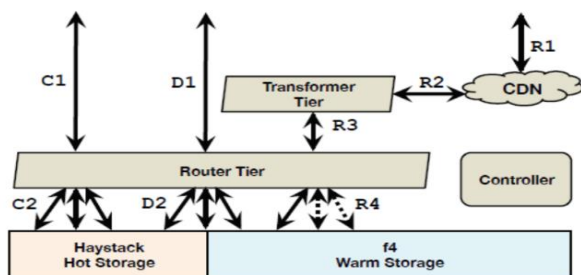 R1
C1
D1
Transformer
Tier
R2
CDN
R3
Router Tier
Controller
C2
D2
R4
Haystack
Hot Storage
f4
Warm Storage